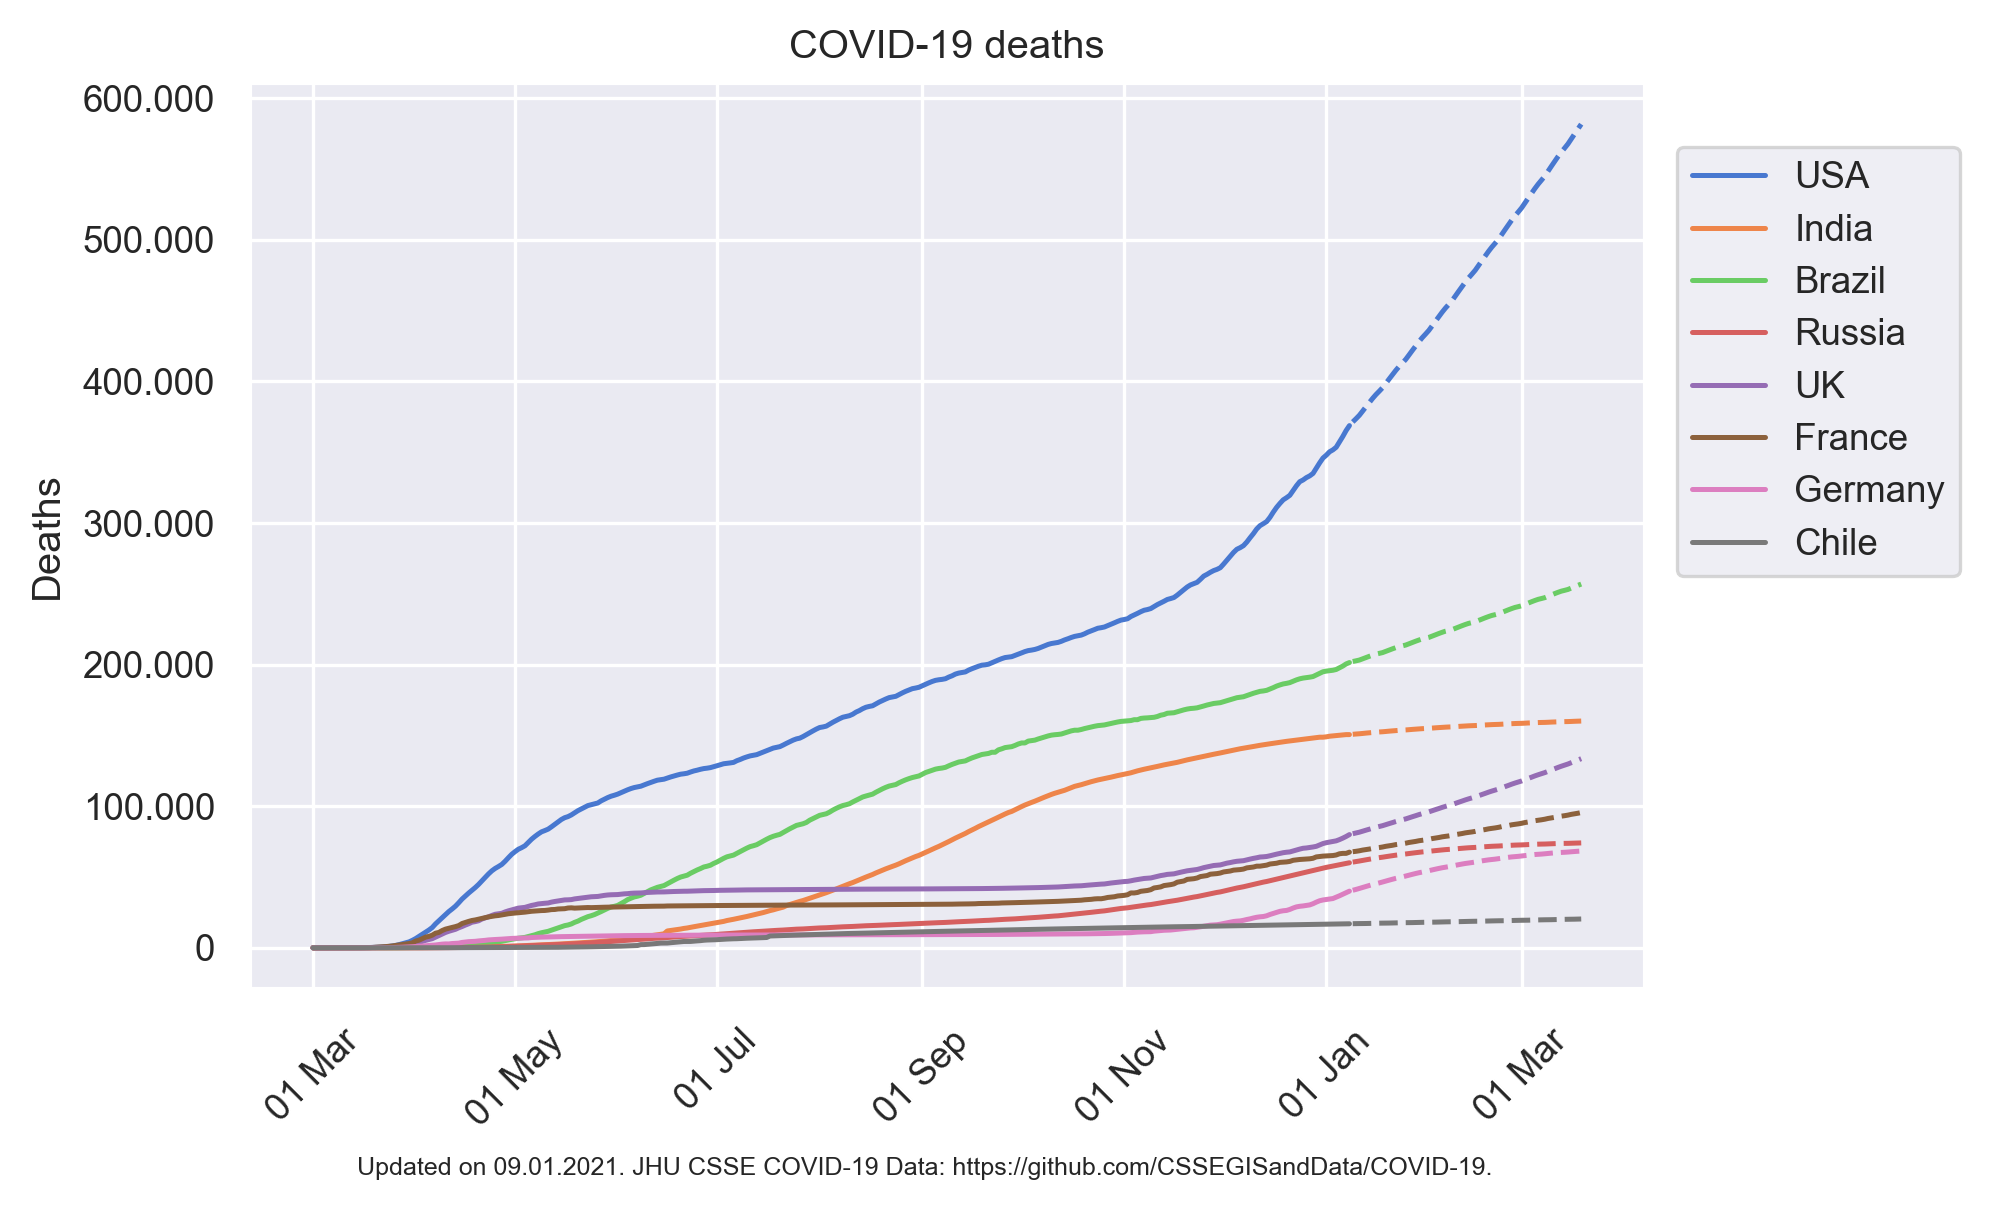 COVID-19 deaths
600.000
500.000
400.000
300.000
200.000
100.000
0
Deaths
01 Mar
01 May
01 Jul
01 Sep
01 Nov
01 Jan
01 Mar
USA
India
Brazil
Russia
UK
France
Germany
Chile
Updated on 09.01.2021. JHU CSSE COVID-19 Data: https://github.com/CSSEGISandData/COVID-19.